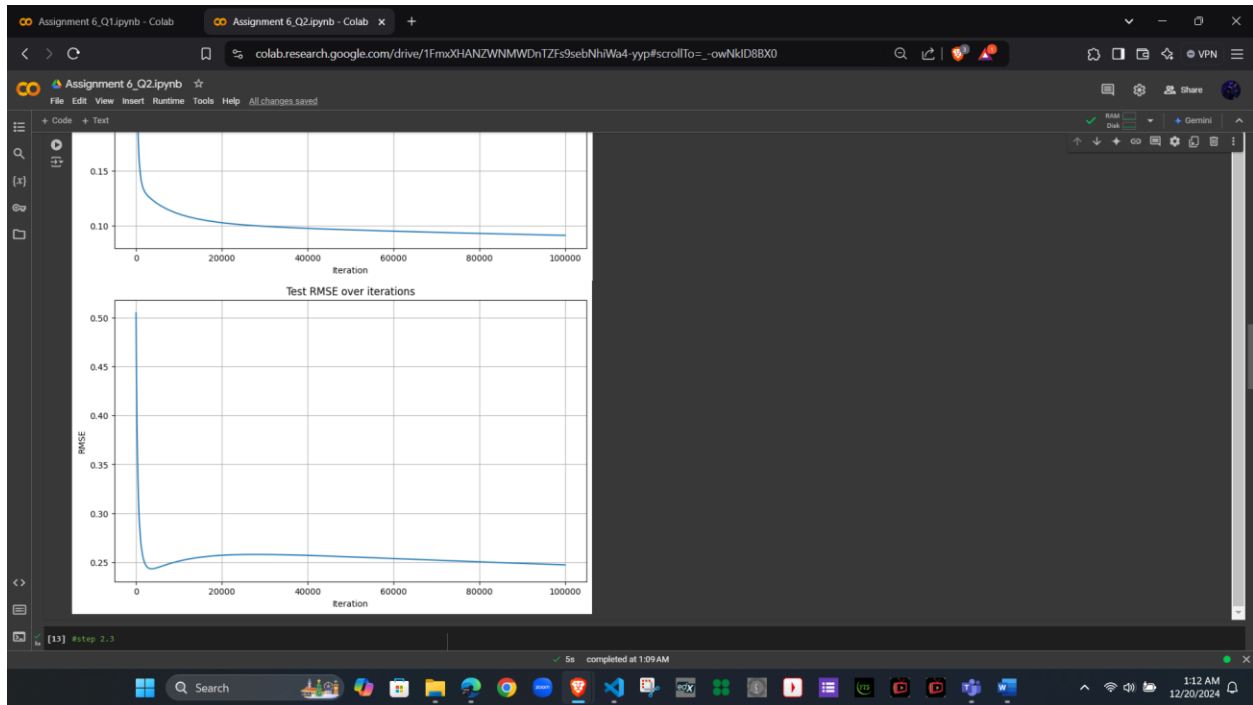 Assignment 6_Q1.ipynb - Colab
Assignment 6_Q2.ipynb - Colab
colab.research.google.com/drive/1FmxXHANZWNMWDnTZFs9sebNhiWa4-yyp#scrollTo=_-owNkID8BX0
VPN
Assignment 6_Q2.ipynb
File Edit View Insert Runtime Tools Help All changes saved
Share
+ Code + Text
RAM
Disk
Gemini
0.15
0.10
0 20000 40000 60000 80000 100000
Iteration
Test RMSE over iterations
0.50
0.45
0.40
0.35
0.30
0.25
RMSE
0 20000 40000 60000 80000 100000
Iteration
[13] #step 2.3
5s
5s completed at 1:09 AM
Search
zoom
edX
1:12 AM
12/20/2024